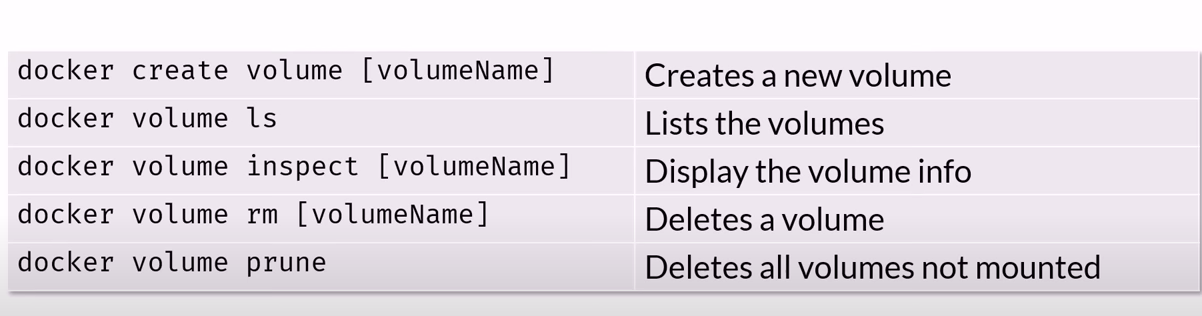 docker create volume [volumeName] Creates a new volume
docker volume ls Lists the volumes
docker volume inspect [volumeName] Display the volume info
docker volume rm [volumeName] Deletes a volume
docker volume prune Deletes all volumes not mounted